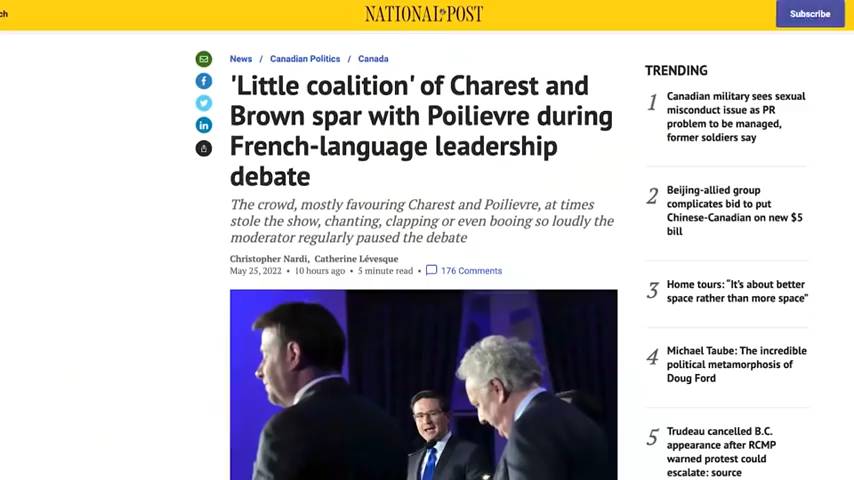 ch
NATIONAL POST
Subscribe
News / Canadian Politics / Canada
'Little coalition' of Charest and
Brown spar with Poilievre during
French-language leadership
debate
The crowd, mostly favouring Charest and Poilievre, at times
stole the show, chanting, clapping or even booing so loudly the
moderator regularly paused the debate
Christopher Nardi, Catherine Lévesque
May 25, 2022 • 10 hours ago • 5 minute read • 176 Comments
TRENDING
1 Canadian military sees sexual
misconduct issue as PR
problem to be managed,
former soldiers say
2 Beijing-allied group
complicates bid to put
Chinese-Canadian on new $5
bill
3 Home tours: “It's about better
space rather than more space”
4 Michael Taube: The incredible
political metamorphosis of
Doug Ford
5 Trudeau cancelled B.C.
appearance after RCMP
warned protest could
escalate: source